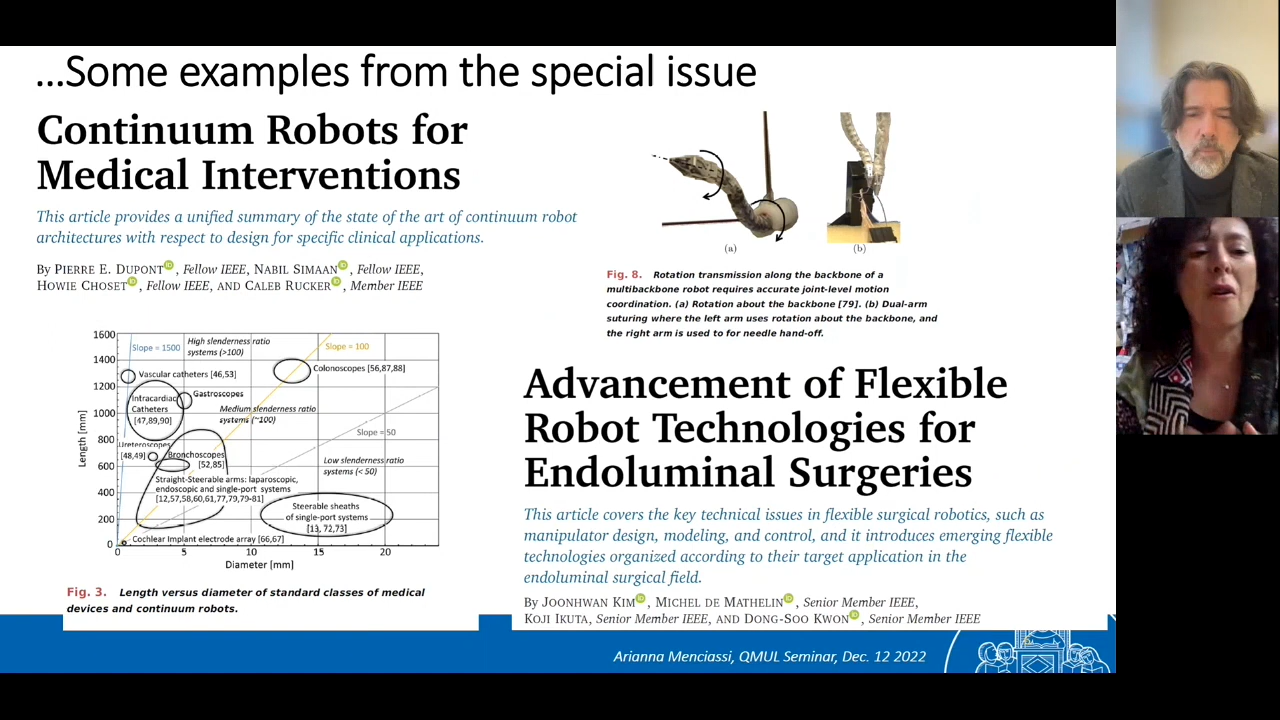 ...Some examples from the special issue
Continuum Robots for
Medical Interventions
This article provides a unified summary of the state of the art of continuum robot
architectures with respect to design for specific clinical applications.
By PIERRE E. DUPONT, Fellow IEEE, NABIL SIMAAN, Fellow IEEE,
HOWIE CHOSET, Fellow IEEE, AND CALEB RUCKER, Member IEEE
1600
1400
1200
1000
800
600
400
200
0
Length [mm]
0 5 10 15 20
Diameter [mm]
Slope = 1500
High slenderness ratio
systems (>100)
Slope = 100
Vascular catheters [46,53]
Colonoscopes [56,87,88]
Intracardiac
Catheters
[47,89,90]
Gastroscopes
Medium slenderness ratio
systems (~100)
Slope = 50
Ureteroscopes
[48,49]
Bronchoscopes
[52,85]
Low slenderness ratio
systems (< 50)
Straight-Steerable arms: laparoscopic,
endoscopic and single-port systems
[12,57,58,60,61,77,79,79-81]
Steerable sheaths
of single-port systems
[13, 72,73]
Cochlear Implant electrode array [66,67]
Fig. 3. Length versus diameter of standard classes of medical
devices and continuum robots.
(a)
(b)
Fig. 8. Rotation transmission along the backbone of a
multibackbone robot requires accurate joint-level motion
coordination. (a) Rotation about the backbone [79]. (b) Dual-arm
suturing where the left arm uses rotation about the backbone, and
the right arm is used to for needle hand-off.
Advancement of Flexible
Robot Technologies for
Endoluminal Surgeries
This article covers the key technical issues in flexible surgical robotics, such as
manipulator design, modeling, and control, and it introduces emerging flexible
technologies organized according to their target application in the
endoluminal surgical field.
By JOONHWAN KIM, MICHEL DE MATHELIN, Senior Member IEEE,
KOJI IKUTA, Senior Member IEEE, AND DONG-SOO KWON, Senior Member IEEE
Arianna Menciassi, QMUL Seminar, Dec. 12 2022